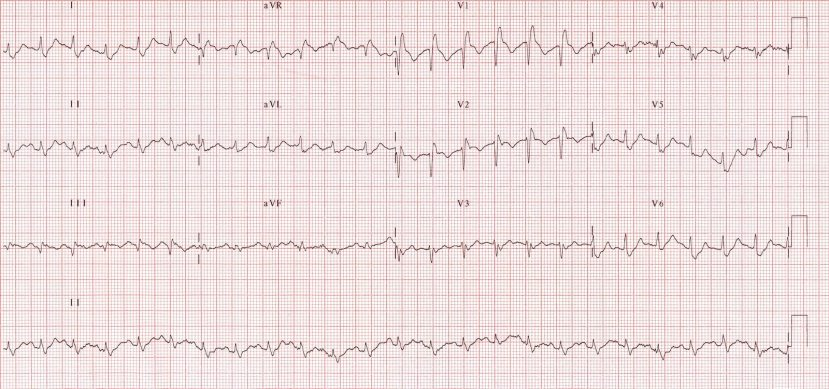 I aVR V1 V4
II aVL V2 V5
III aVF V3 V6
II